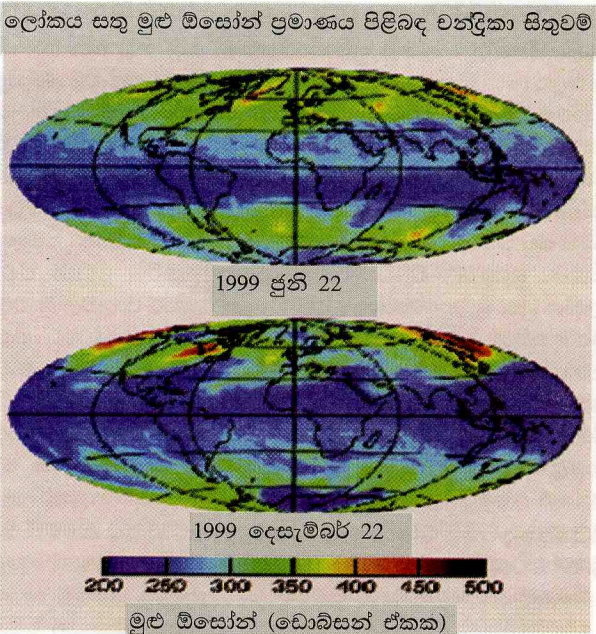 ලෝකය සතු මුළු ඕසෝන් ප්‍රමාණය පිළිබඳ චන්ද්‍රිකා සිතුවම්
1999 ජුනි 22
1999 දෙසැම්බර් 22
200 250 300 350 400 450 500
මුළු ඕසෝන් (ඩොබ්සන් ඒකක)